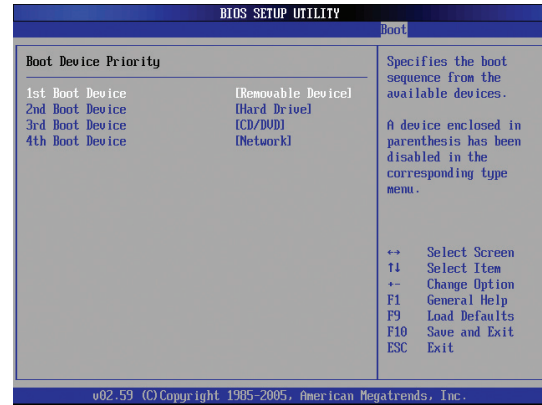 BIOS SETUP UTILITY
Boot
Boot Device Priority
1st Boot Device [Removable Device]
2nd Boot Device [Hard Drive]
3rd Boot Device [CD/DVD]
4th Boot Device [Network]
Specifies the boot
sequence from the
available devices.
A device enclosed in
parenthesis has been
disabled in the
corresponding type
menu.
↔ Select Screen
↑↓ Select Item
+- Change Option
F1 General Help
F9 Load Defaults
F10 Save and Exit
ESC Exit
v02.59 (C)Copyright 1985-2005, American Megatrends, Inc.